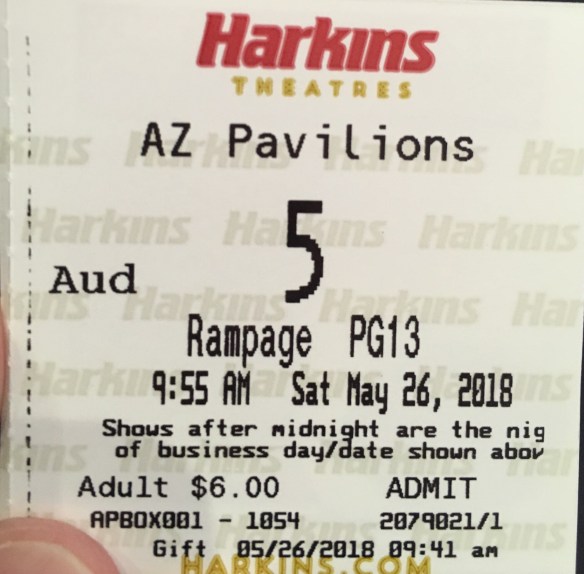 Harkins
THEATRES
AZ Pavilions
Aud 5
Rampage PG13
9:55 AM Sat May 26, 2018
Shows after midnight are the nig
of business day/date shown abov
Adult $6.00 ADMIT
APBOX001 - 1054 2079021/1
Gift 05/26/2018 09:41 am
HARKINS.COM